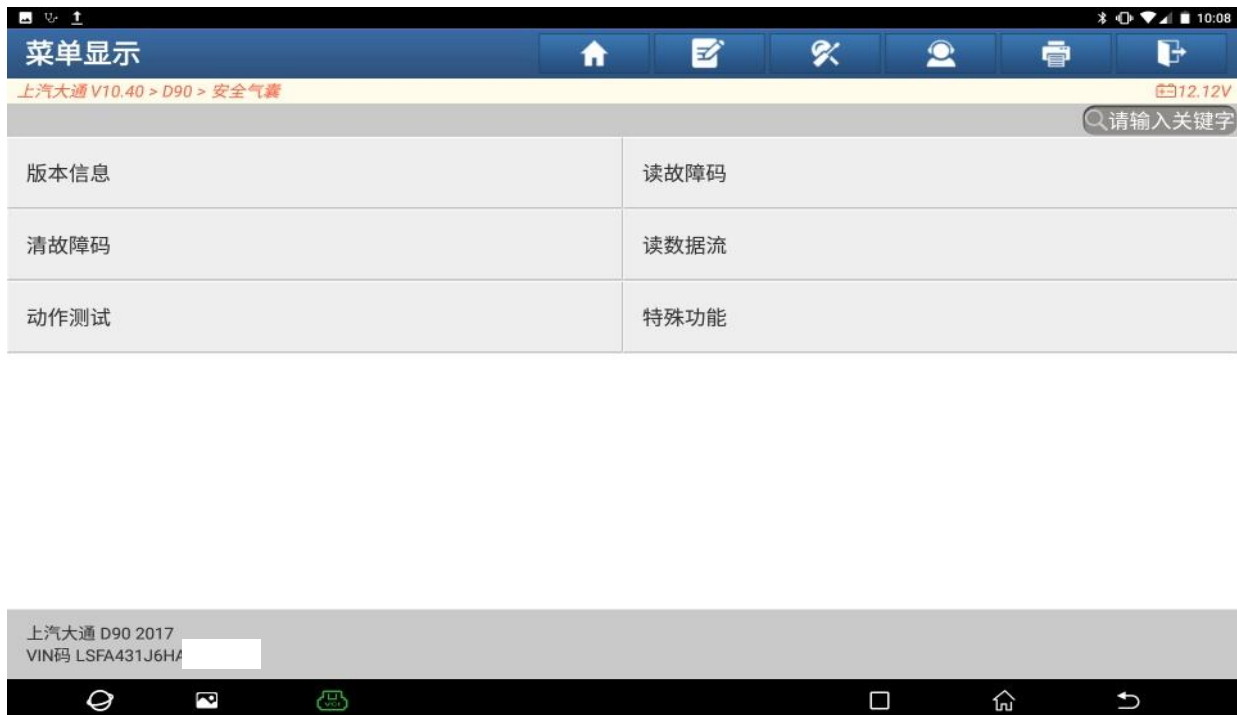 10:08
菜单显示
上汽大通 V10.40 > D90 > 安全气囊
12.12V
请输入关键字
版本信息
读故障码
清故障码
读数据流
动作测试
特殊功能
上汽大通 D90 2017
VIN码 LSFA431J6HA
VCI